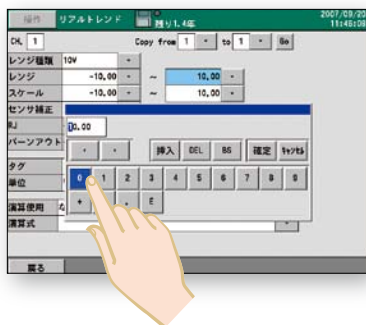 操作 リアルトレンド 残り1.4年 2007/09/20 11:46:08
CH. 1 Copy from 1 to 1 Go
レンジ種類 10V
レンジ -10.00 ~ 10.00
スケール -10.00 ~ 10.00
センサ補正
RJ
10.00
バーンアウト
挿入 DEL BS 確定 キャンセル
タグ
単位
0 1 2 3 4 5 6 7 8 9
+ E
演算使用 な
演算式
戻る